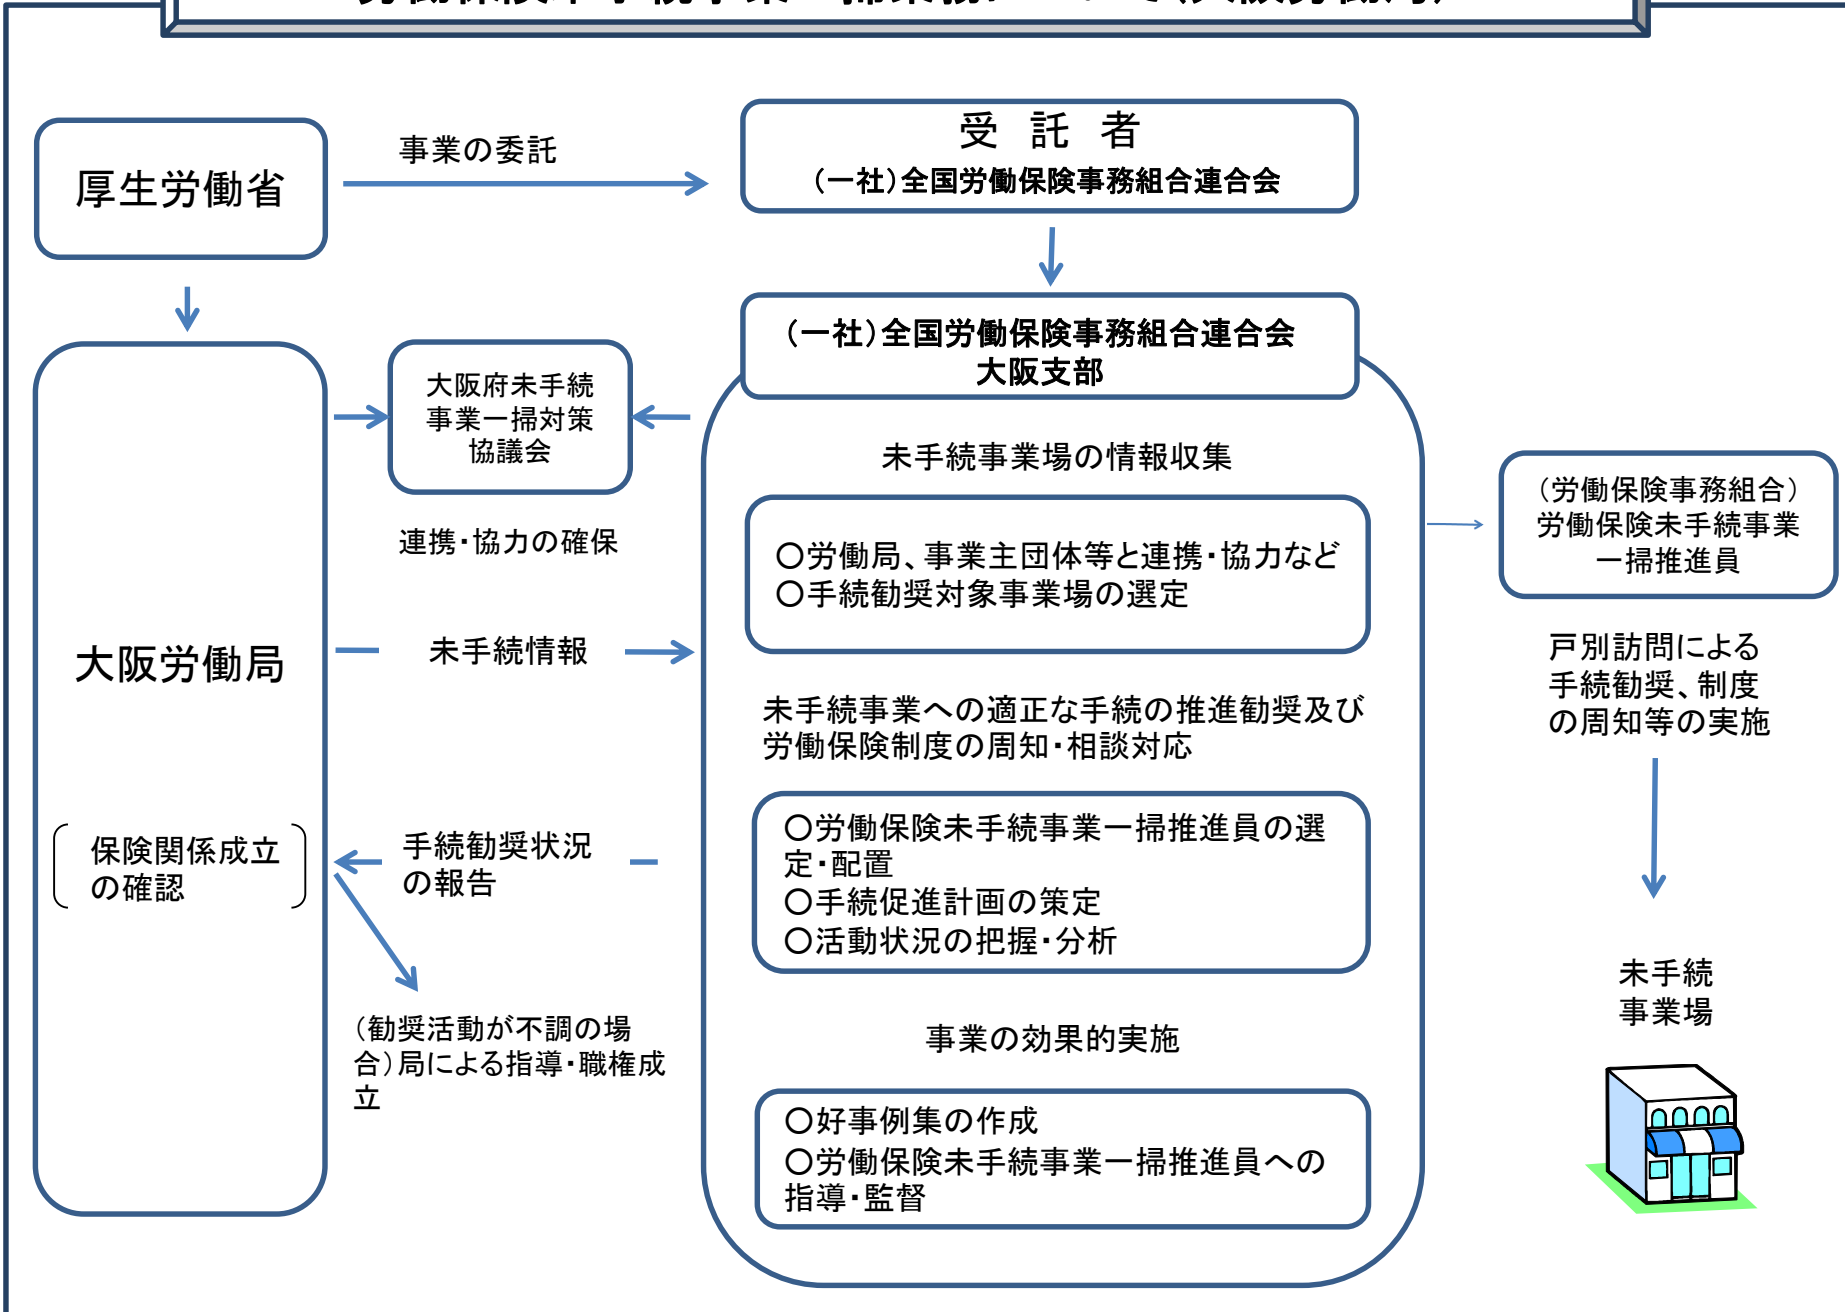 厚生労働省
事業の委託
受 託 者
（一社）全国労働保険事務組合連合会
（一社）全国労働保険事務組合連合会
大阪支部
大阪府未手続
事業一掃対策
協議会
連携・協力の確保
大阪労働局
未手続情報
保険関係成立
の確認
手続勧奨状況
の報告
（勧奨活動が不調の場
合）局による指導・職権成
立
未手続事業場の情報収集
〇労働局、事業主団体等と連携・協力など
〇手続勧奨対象事業場の選定
未手続事業への適正な手続の推進勧奨及び
労働保険制度の周知・相談対応
〇労働保険未手続事業一掃推進員の選
定・配置
〇手続促進計画の策定
〇活動状況の把握・分析
事業の効果的実施
〇好事例集の作成
〇労働保険未手続事業一掃推進員への
指導・監督
（労働保険事務組合）
労働保険未手続事業
一掃推進員
戸別訪問による
手続勧奨、制度
の周知等の実施
未手続
事業場